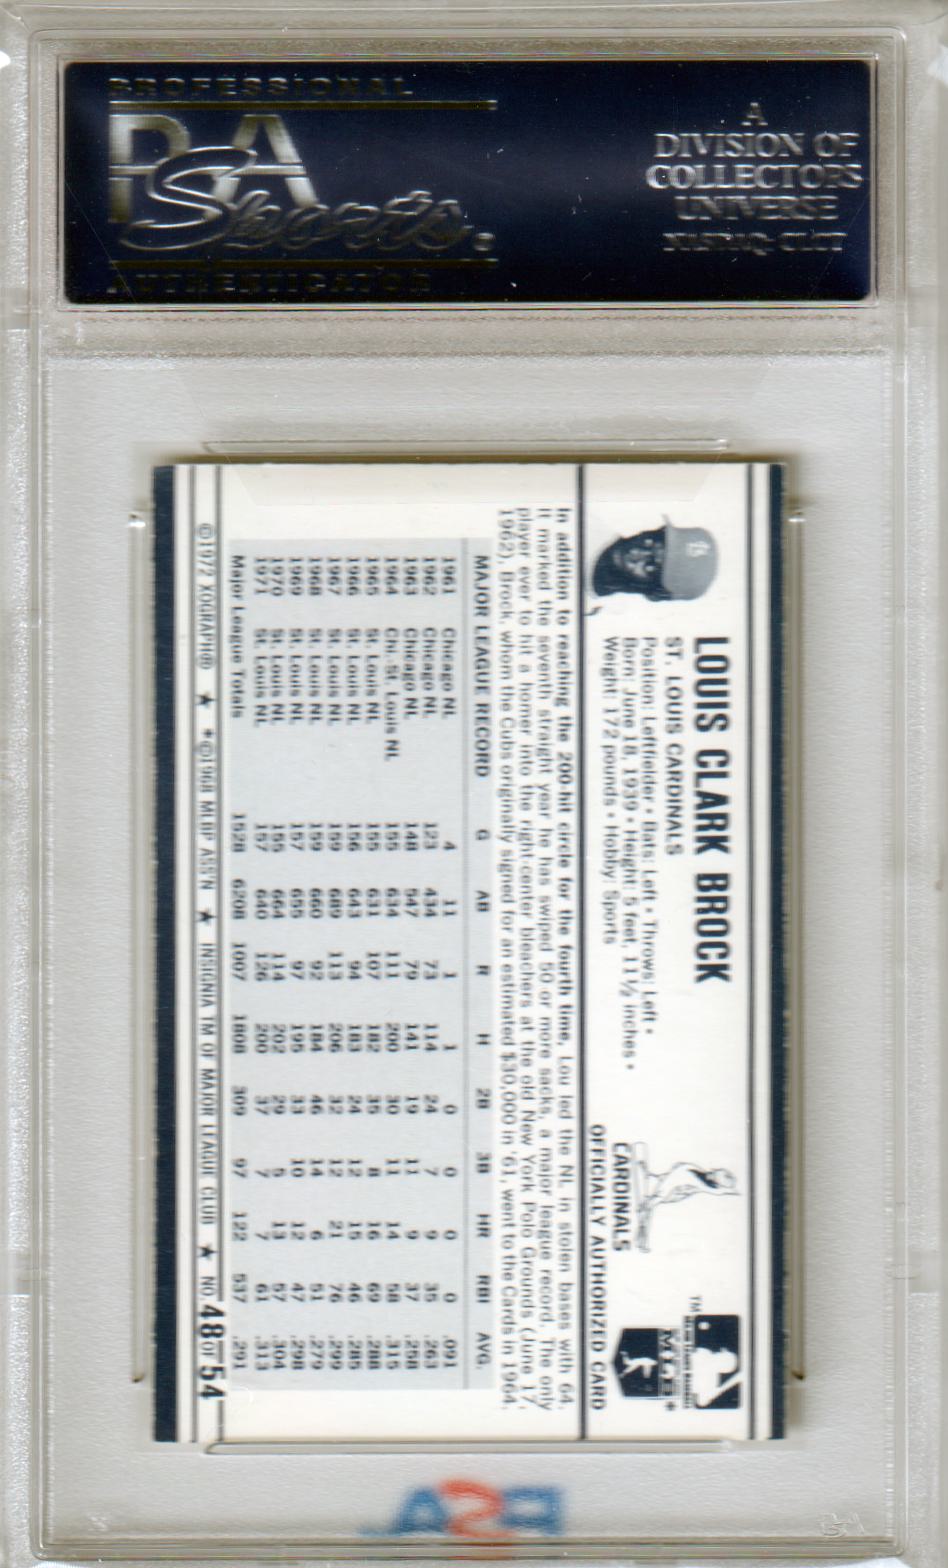 PROFESSIONAL
PSA
Sports
AUTHENTICATOR
A
DIVISION OF
COLLECTORS
UNIVERSE
NASDAQ: CLCT
LOUIS CLARK BROCK
ST. LOUIS CARDINALS
Position: Leftfielder • Bats: Left • Throws: Left •
Born: June 18, 1939 • Height: 5 feet, 11½ inches •
Weight: 172 pounds • Hobby: Sports
CARDINALS
OFFICIALLY AUTHORIZED CARD
TM
In addition to reaching the 200-hit circle for the fourth time, Lou led the NL in stolen bases with 64.
It marked the seventh straight year he has swiped 50 or more sacks, a major league record. The only
player ever to hit a home into the right-center bleachers at the old New York Polo Grounds (June 17,
1962), Brock, whom the Cubs originally signed for an estimated $30,000 in '61, went to the Cards in 1964.
MAJOR LEAGUE RECORD G AB R H 2B 3B HR RBI AVG.
1961 Chicago NL 4 11 1 1 0 0 0 0 .091
1962 Chicago NL 123 434 73 114 24 7 9 35 .263
1963 Chicago NL 148 547 79 141 19 11 9 37 .258
1964 Chi.-St. Louis NL 155 634 111 200 30 11 14 58 .315
1965 St. Louis NL 155 631 107 182 35 8 16 69 .288
1966 St. Louis NL 156 643 94 183 24 12 15 46 .285
1967 St. Louis NL 159 689 113 206 32 12 21 76 .299
1968 St. Louis NL 159 660 92 184 46 14 6 51 .279
1969 St. Louis NL 157 655 97 195 33 10 12 47 .298
1970 St. Louis NL 155 664 114 202 29 5 13 57 .304
1971 St. Louis NL 157 640 126 200 37 7 7 61 .313
Major League Totals 1528 6208 1007 1808 309 97 122 537 .291
©1972 XOGRAPH® ★ ★ ©1968 MLBP ASS'N ★ INSIGNIA T/M OF MAJOR LEAGUE CLUB ★ NO. 48 OF 54